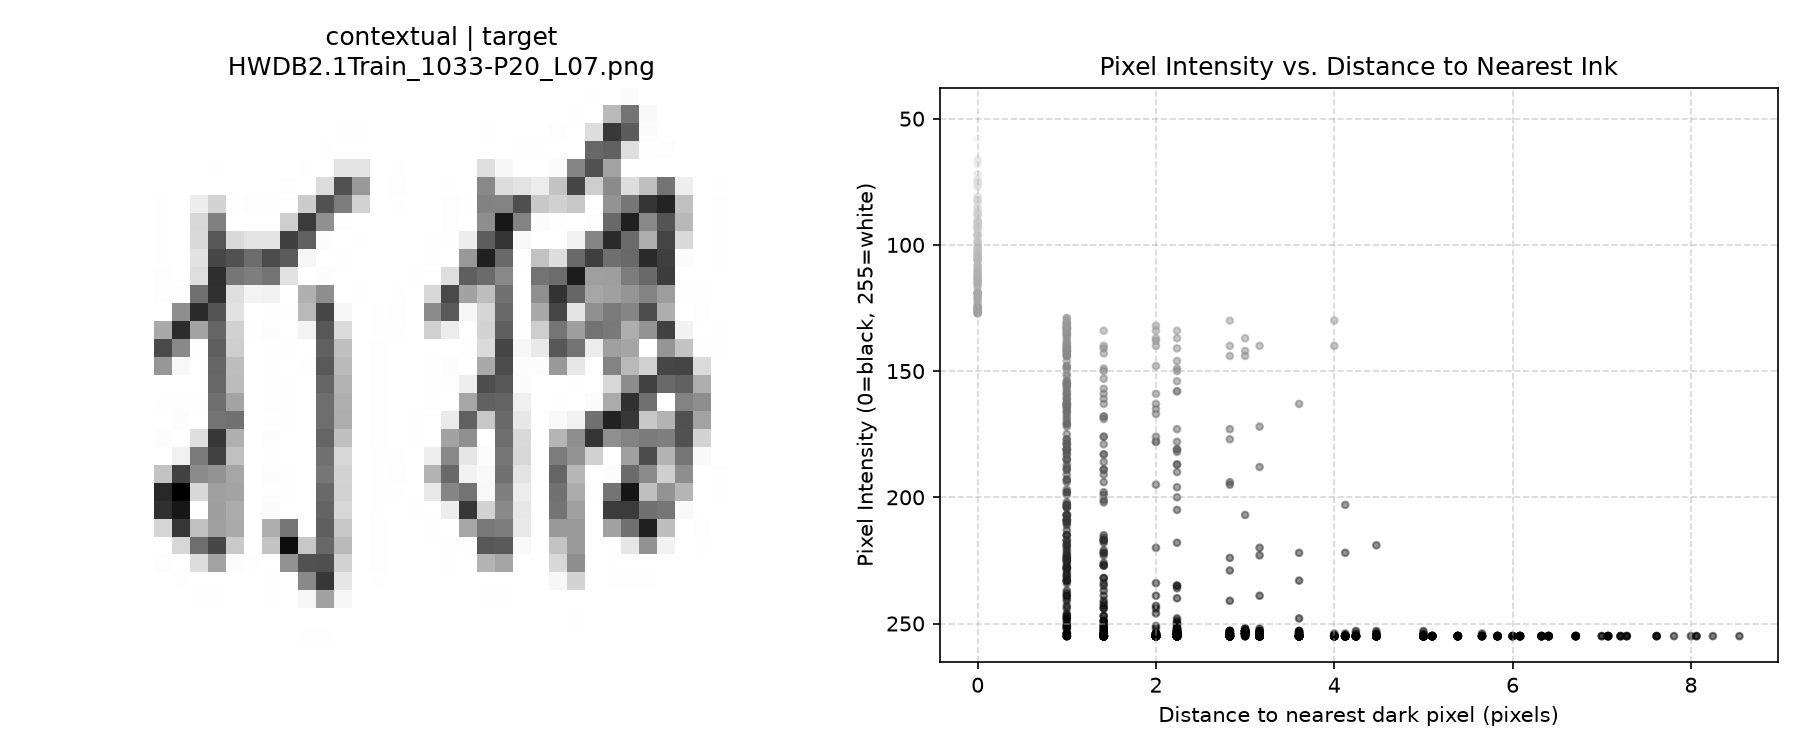 contextual | target
HWDB2.1Train_1033-P20_L07.png
Pixel Intensity vs. Distance to Nearest Ink
Pixel Intensity (0=black, 255=white)
50
100
150
200
250
0
2
4
6
8
Distance to nearest dark pixel (pixels)